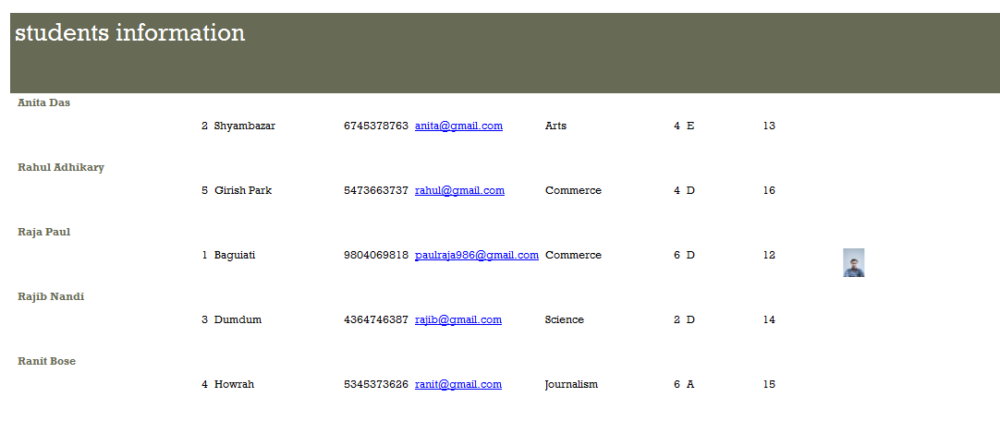 students information
Anita Das
2 Shyambazar 6745378763 anita@gmail.com Arts 4 E 13
Rahul Adhikary
5 Girish Park 5473663737 rahul@gmail.com Commerce 4 D 16
Raja Paul
1 Baguiati 9804069818 paulraja986@gmail.com Commerce 6 D 12
Rajib Nandi
3 Dumdum 4364746387 rajib@gmail.com Science 2 D 14
Ranit Bose
4 Howrah 5345373626 ranit@gmail.com Journalism 6 A 15